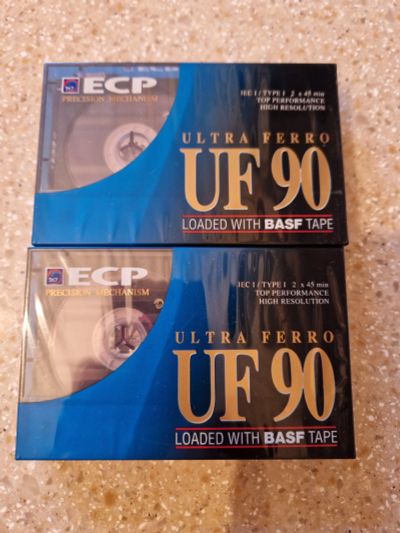 ECP
PRECISION MECHANISM
IEC I / TYPE I 2 x 45 min
TOP PERFORMANCE
HIGH RESOLUTION
ULTRA FERRO
UF 90
LOADED WITH BASF TAPE
ECP
PRECISION MECHANISM
IEC I / TYPE I 2 x 45 min
TOP PERFORMANCE
HIGH RESOLUTION
ULTRA FERRO
UF 90
LOADED WITH BASF TAPE